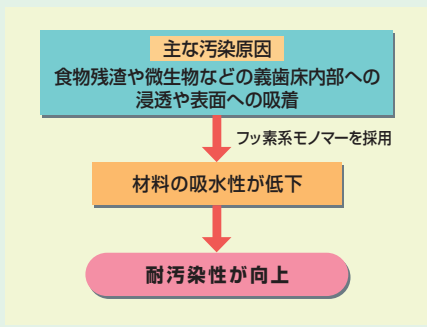 主な汚染原因
食物残渣や微生物などの義歯床内部への
浸透や表面への吸着
フッ素系モノマーを採用
材料の吸水性が低下
耐汚染性が向上